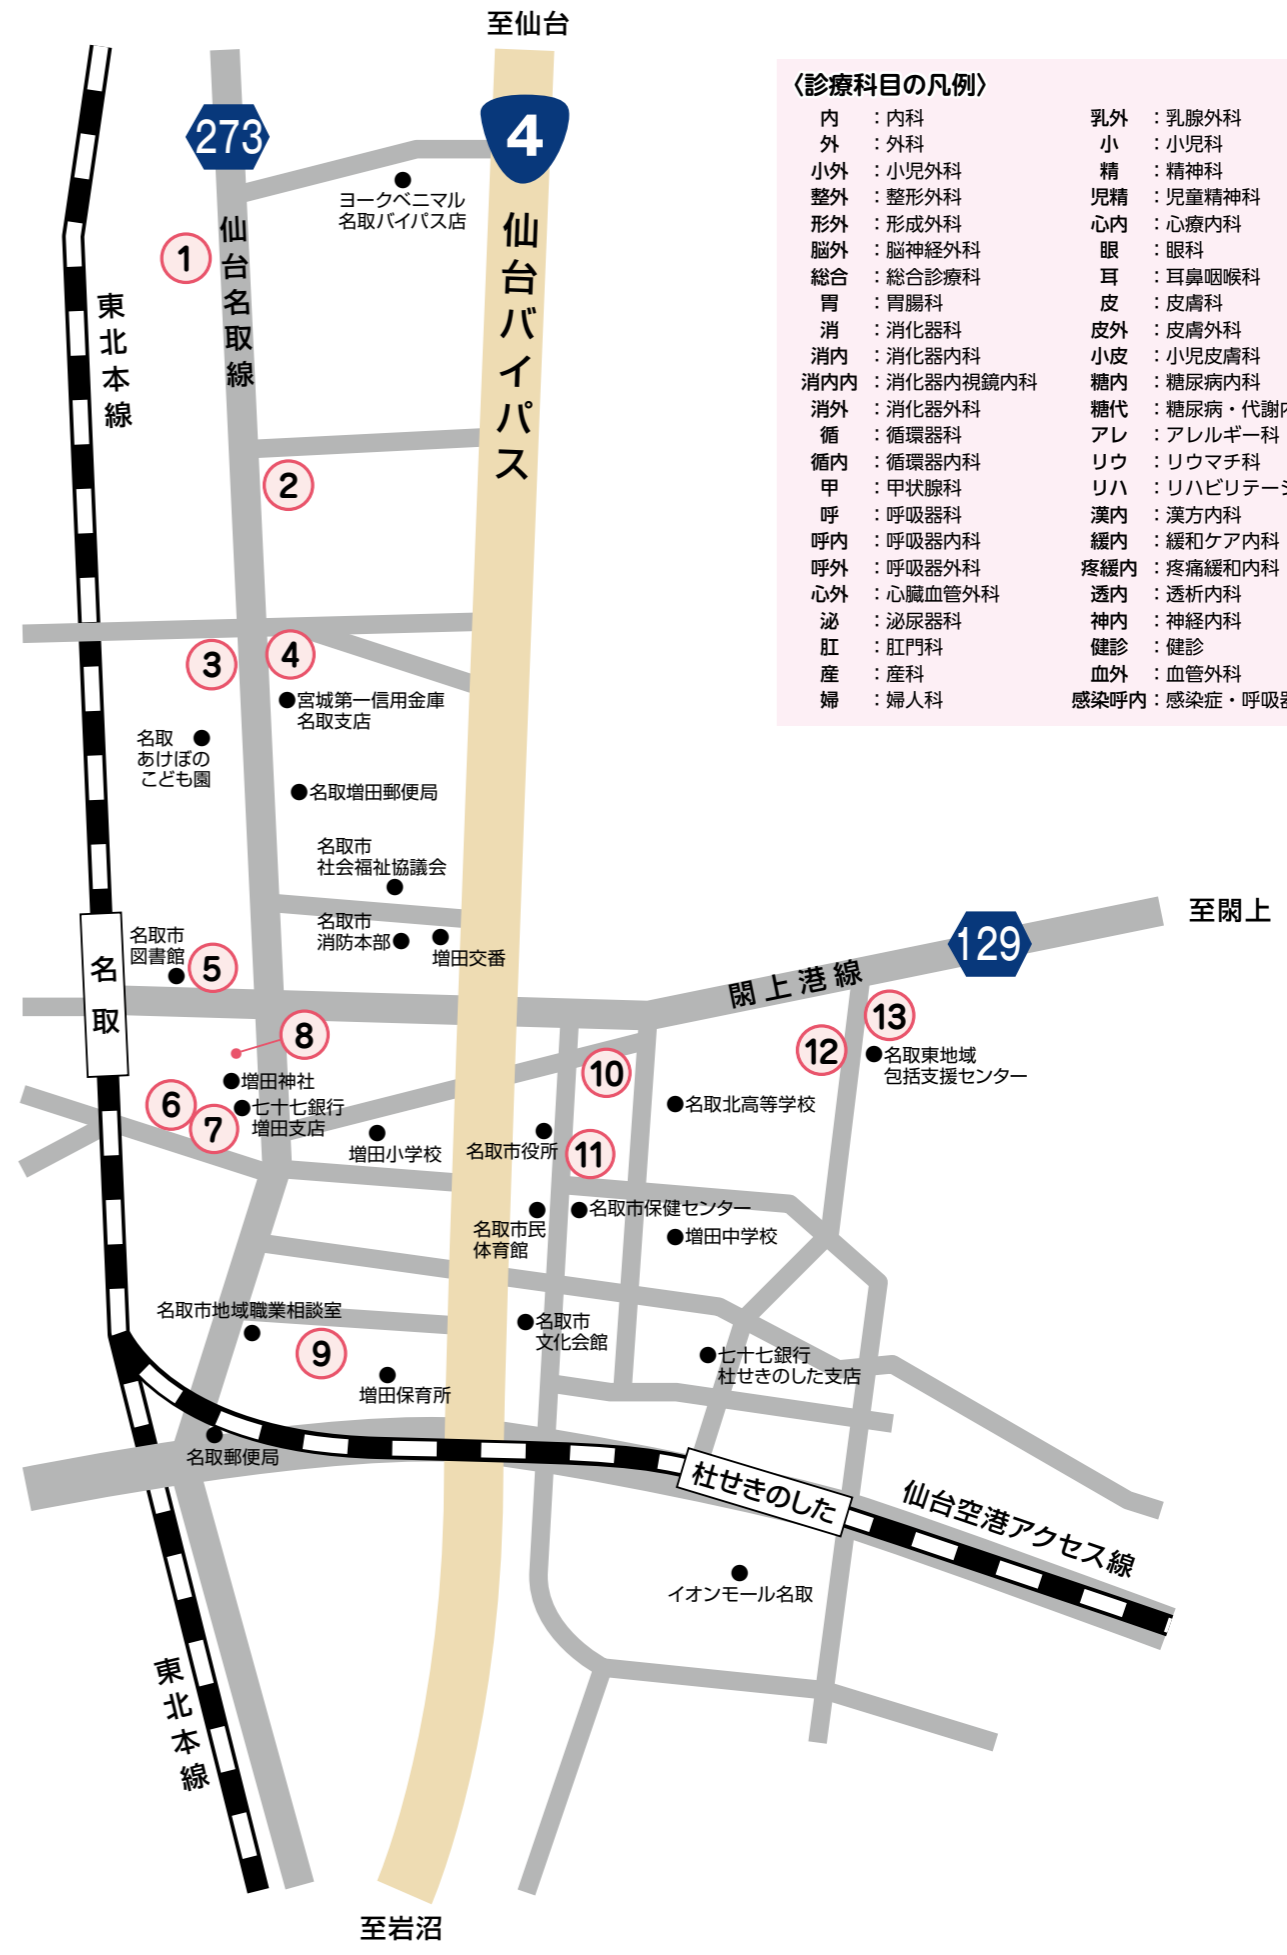 至仙台
273
4
〈診療科目の凡例〉
内：内科
外：外科
小外：小児外科
整外：整形外科
形外：形成外科
脳外：脳神経外科
総合：総合診療科
胃：胃腸科
消：消化器科
消内：消化器内科
消内内：消化器内視鏡内科
消外：消化器外科
循：循環器科
循内：循環器内科
甲：甲状腺科
呼：呼吸器科
呼内：呼吸器内科
呼外：呼吸器外科
心外：心臓血管外科
泌：泌尿器科
肛：肛門科
産：産科
婦：婦人科
乳外：乳腺外科
小：小児科
精：精神科
児精：児童精神科
心内：心療内科
眼：眼科
耳：耳鼻咽喉科
皮：皮膚科
皮外：皮膚外科
小皮：小児皮膚科
糖内：糖尿病内科
糖代：糖尿病・代謝内
アレ：アレルギー科
リウ：リウマチ科
リハ：リハビリテーシ
漢内：漢方内科
緩内：緩和ケア内科
疼緩内：疼痛緩和内科
透内：透析内科
神内：神経内科
健診：健診
血外：血管外科
感染呼内：感染症・呼吸器
ヨークベニマル
名取バイパス店
仙台名取線
仙台バイパス
1
東北本線
2
3
4
宮城第一信用金庫
名取支店
名取
あけぼの
こども園
名取増田郵便局
名取市
社会福祉協議会
名取市
消防本部
増田交番
至閖上
129
閖上港線
名取市
図書館
5
名取
8
13
12
名取東地域
包括支援センター
増田神社
6
7
七十七銀行
増田支店
10
名取北高等学校
増田小学校
名取市役所
11
名取市民
体育館
名取市保健センター
増田中学校
名取市地域職業相談室
9
増田保育所
名取市
文化会館
七十七銀行
杜せきのした支店
名取郵便局
杜せきのした
仙台空港アクセス線
イオンモール名取
東北本線
至岩沼